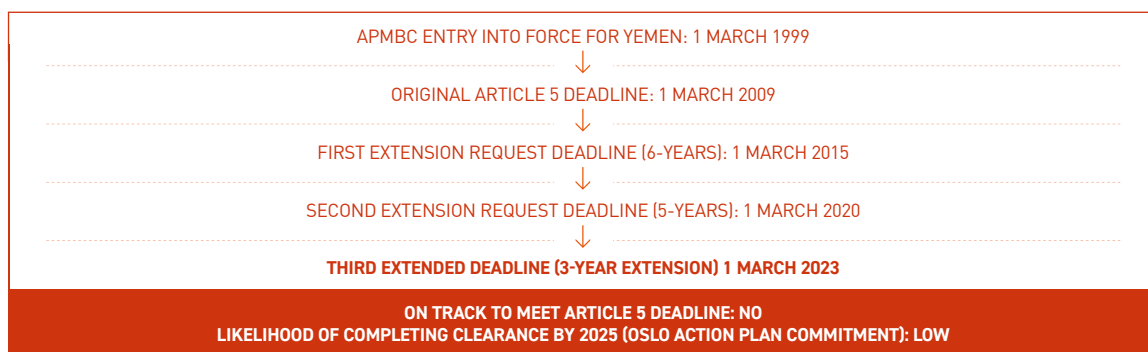 APMBC ENTRY INTO FORCE FOR YEMEN: 1 MARCH 1999
ORIGINAL ARTICLE 5 DEADLINE: 1 MARCH 2009
FIRST EXTENSION REQUEST DEADLINE (6-YEARS): 1 MARCH 2015
SECOND EXTENSION REQUEST DEADLINE (5-YEARS): 1 MARCH 2020
THIRD EXTENDED DEADLINE (3-YEAR EXTENSION) 1 MARCH 2023
ON TRACK TO MEET ARTICLE 5 DEADLINE: NO
LIKELIHOOD OF COMPLETING CLEARANCE BY 2025 (OSLO ACTION PLAN COMMITMENT): LOW